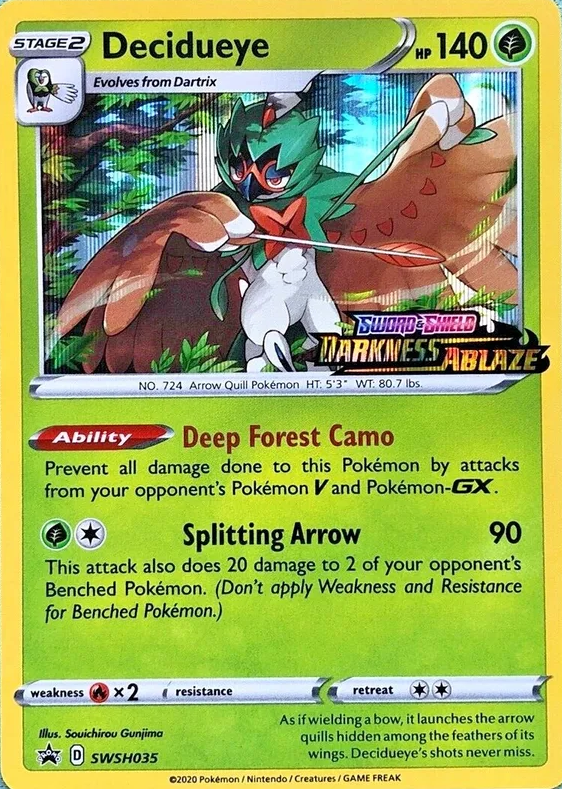 STAGE 2 Decidueye HP 140
Evolves from Dartrix
SWORD & SHIELD
DARKNESS ABLAZE
NO. 724 Arrow Quill Pokémon HT: 5'3" WT: 80.7 lbs.
Ability Deep Forest Camo
Prevent all damage done to this Pokémon by attacks
from your opponent's Pokémon V and Pokémon-GX.
Splitting Arrow 90
This attack also does 20 damage to 2 of your opponent's
Benched Pokémon. (Don't apply Weakness and Resistance
for Benched Pokémon.)
weakness ×2 resistance retreat
Illus. Souichirou Gunjima
D SWSH035
As if wielding a bow, it launches the arrow
quills hidden among the feathers of its
wings. Decidueye's shots never miss.
©2020 Pokémon / Nintendo / Creatures / GAME FREAK